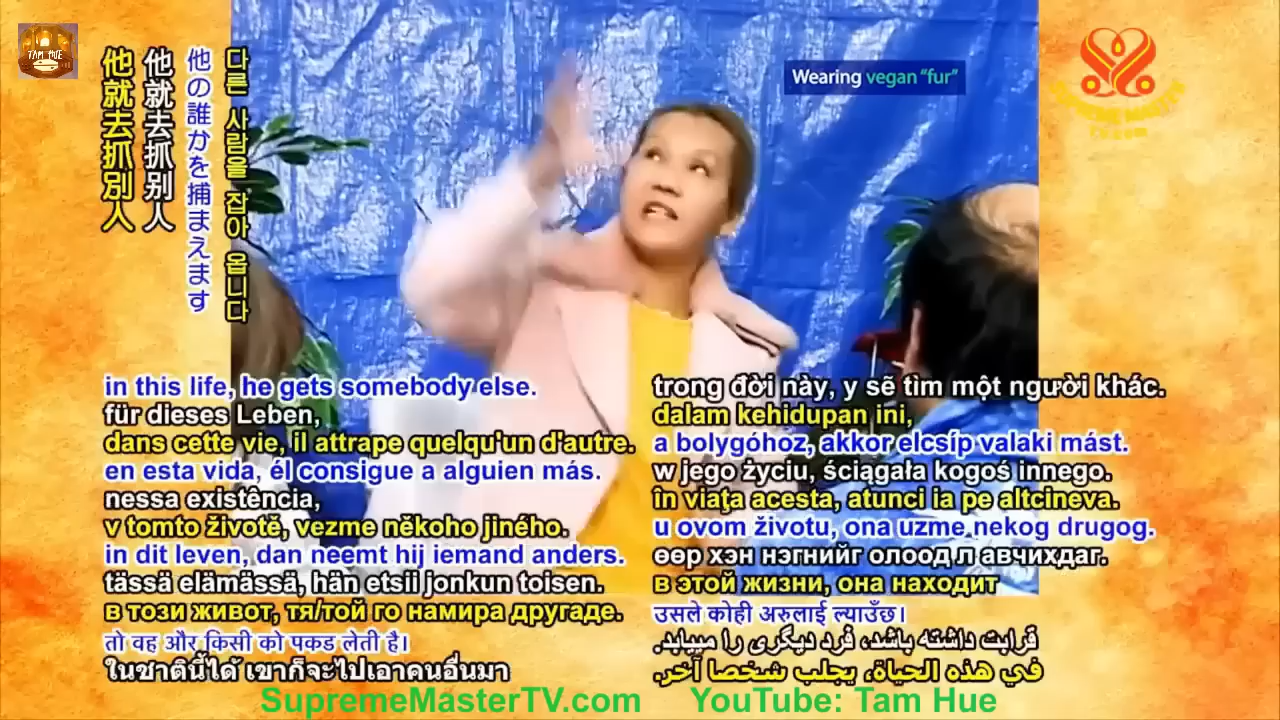 TAM HUE
他就去抓別人
他就去抓别人
他の誰かを捕まえます
다른 사람을 잡아 옵니다
Wearing vegan "fur"
SUPREME MASTER
TV.com
in this life, he gets somebody else.
für dieses Leben,
dans cette vie, il attrape quelqu'un d'autre.
en esta vida, él consigue a alguien más.
nessa existência,
v tomto životě, vezme někoho jiného.
in dit leven, dan neemt hij iemand anders.
tässä elämässä, hän etsii jonkun toisen.
в този живот, тя/той го намира другаде.
तो वह और किसी को पकड लेती है।
ในชาตินี้ได้ เขาก็จะไปเอาคนอื่นมา
trong đời này, y sẽ tìm một người khác.
dalam kehidupan ini,
a bolygóhoz, akkor elcsíp valaki mást.
w jego życiu, ściągała kogoś innego.
în viaţa acesta, atunci ia pe altcineva.
u ovom životu, ona uzme nekog drugog.
өөр хэн нэгнийг олоод л авчихдаг.
в этой жизни, она находит
उसले कोही अरुलाई ल्याउँछ।
قرابت داشته باشد، فرد دیگری را مییابد.
في هذه الحياة، يجلب شخصا آخر.
SupremeMasterTV.com
YouTube: Tam Hue